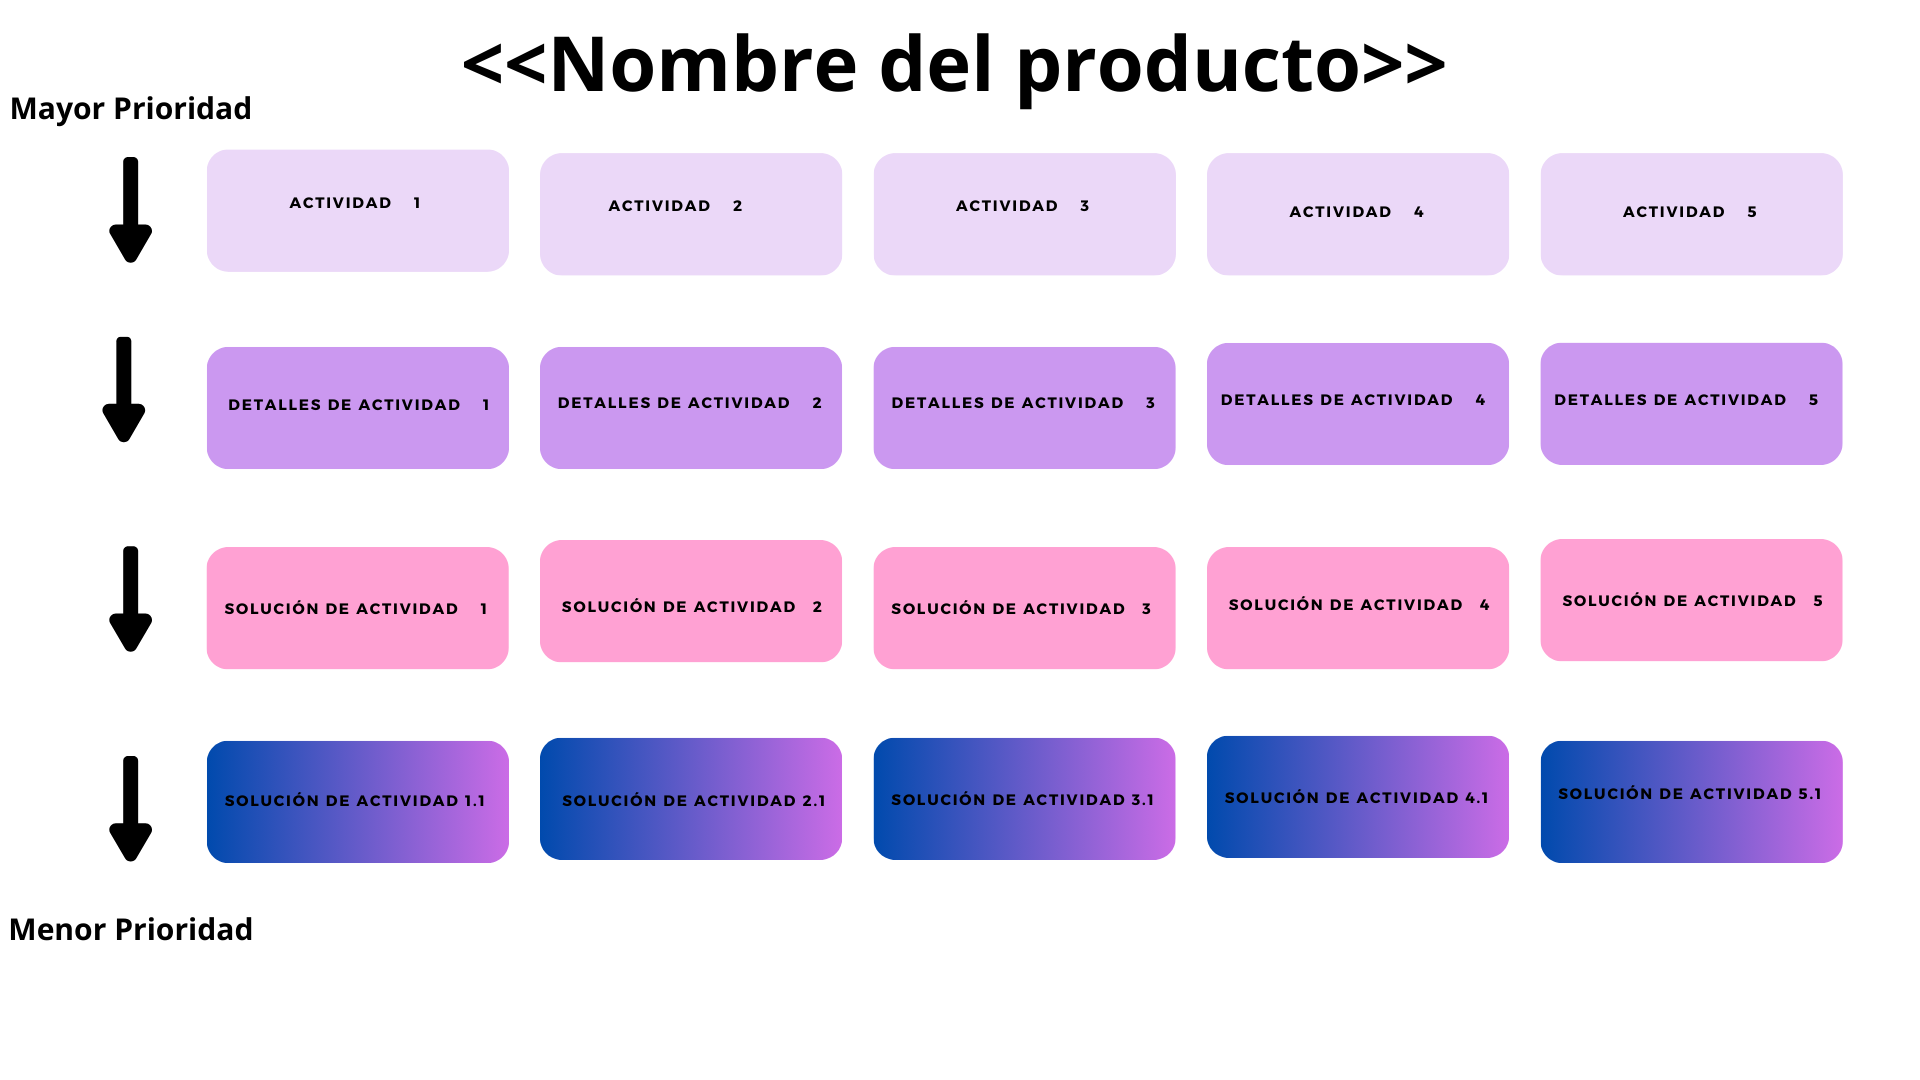 <<Nombre del producto>>
Mayor Prioridad
ACTIVIDAD 1
ACTIVIDAD 2
ACTIVIDAD 3
ACTIVIDAD 4
ACTIVIDAD 5
DETALLES DE ACTIVIDAD 1
DETALLES DE ACTIVIDAD 2
DETALLES DE ACTIVIDAD 3
DETALLES DE ACTIVIDAD 4
DETALLES DE ACTIVIDAD 5
SOLUCIÓN DE ACTIVIDAD 1
SOLUCIÓN DE ACTIVIDAD 2
SOLUCIÓN DE ACTIVIDAD 3
SOLUCIÓN DE ACTIVIDAD 4
SOLUCIÓN DE ACTIVIDAD 5
SOLUCIÓN DE ACTIVIDAD 1.1
SOLUCIÓN DE ACTIVIDAD 2.1
SOLUCIÓN DE ACTIVIDAD 3.1
SOLUCIÓN DE ACTIVIDAD 4.1
SOLUCIÓN DE ACTIVIDAD 5.1
Menor Prioridad